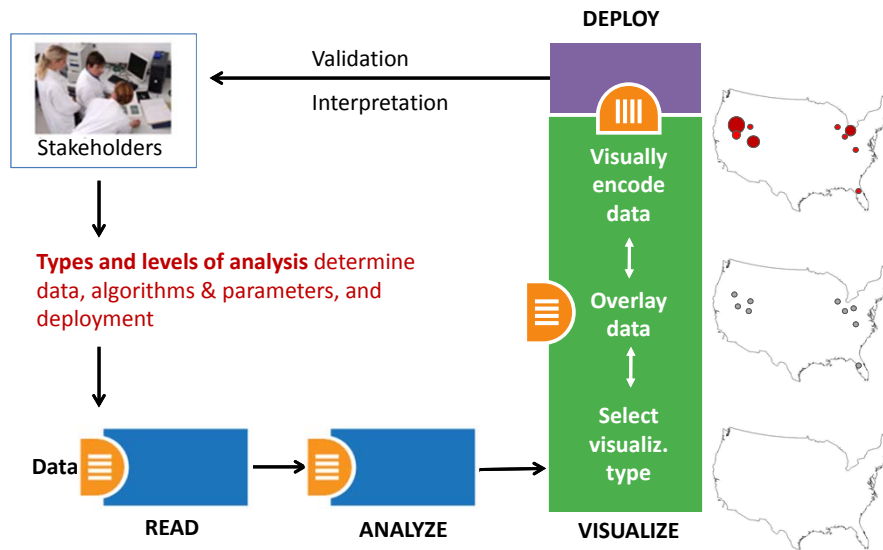 DEPLOY
Validation
Interpretation
Stakeholders
Types and levels of analysis determine
data, algorithms & parameters, and
deployment
Visually
encode
data
Overlay
data
Select
visualiz.
type
Data
READ
ANALYZE
VISUALIZE